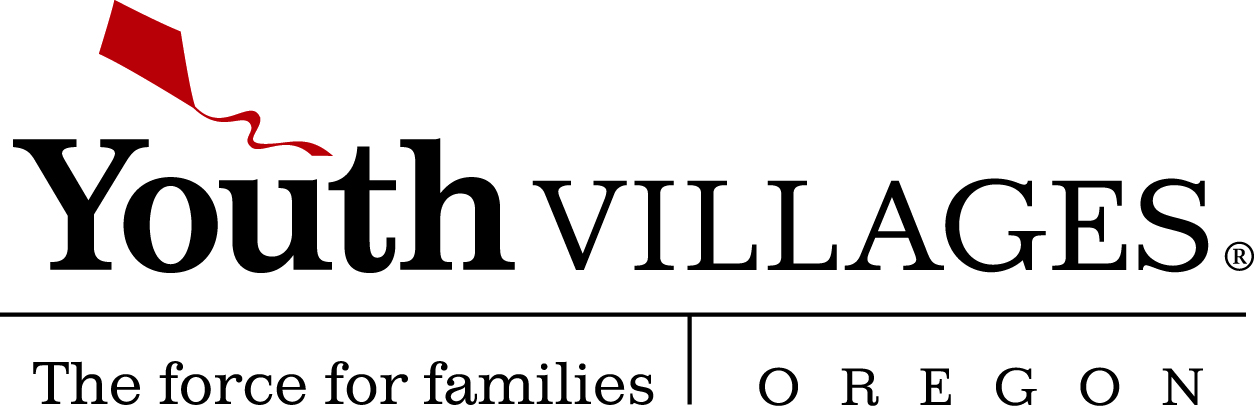 Youth VILLAGES®
The force for families OREGON